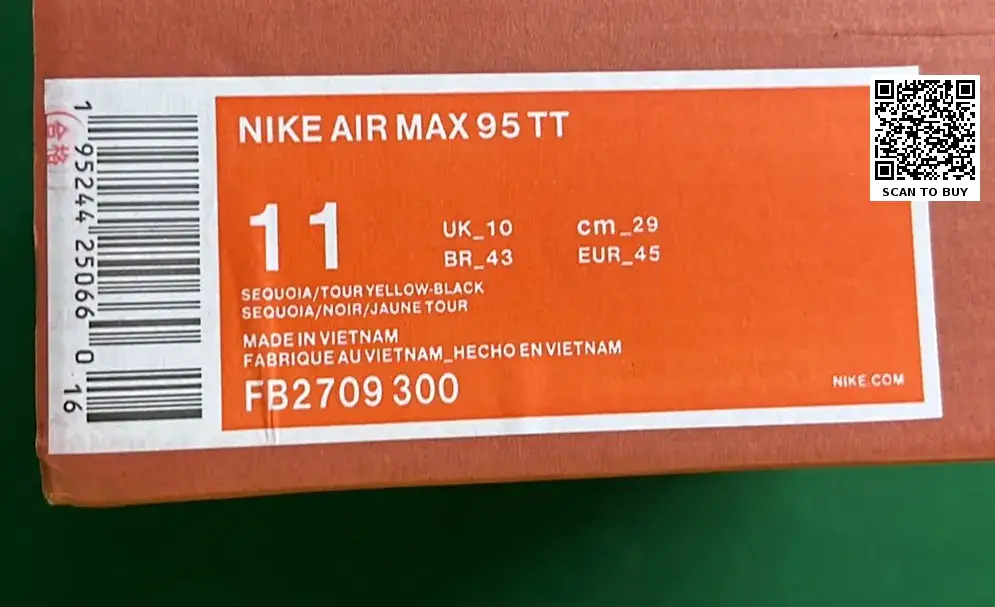 NIKE AIR MAX 95 TT
11
UK_10 cm_29
BR_43 EUR_45
SEQUOIA/TOUR YELLOW-BLACK
SEQUOIA/NOIR/JAUNE TOUR
MADE IN VIETNAM
FABRIQUE AU VIETNAM_HECHO EN VIETNAM
FB2709 300
NIKE.COM
1 95244 25066 0 16
合格
SCAN TO BUY